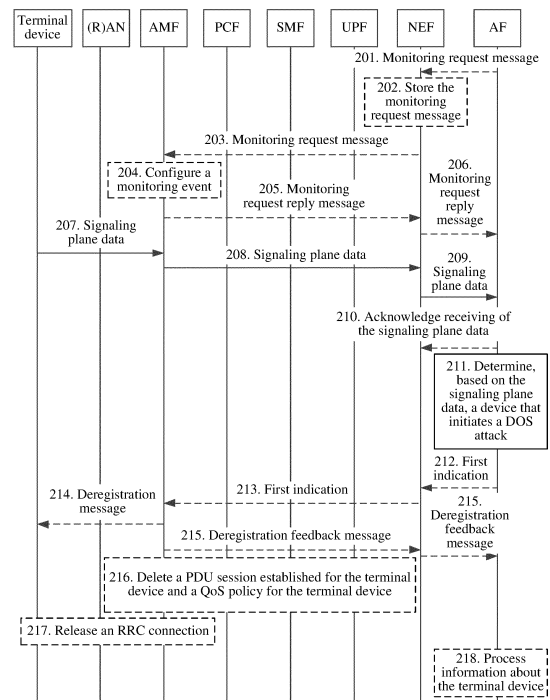 Terminal
device
(R)AN
AMF
PCF
SMF
UPF
NEF
AF
201. Monitoring request message
202. Store the
monitoring
request message
203. Monitoring request message
204. Configure a
monitoring event
205. Monitoring
request reply message
206.
Monitoring
request
reply
message
207. Signaling
plane data
208. Signaling plane data
209.
Signaling
plane data
210. Acknowledge receiving of
the signaling plane data
211. Determine,
based on the
signaling plane
data, a device that
initiates a DOS
attack
212. First
indication
213. First indication
214. Deregistration
message
215.
Deregistration
feedback
message
215. Deregistration feedback message
216. Delete a PDU session established for the terminal
device and a QoS policy for the terminal device
217. Release an RRC connection
218. Process
information about
the terminal device